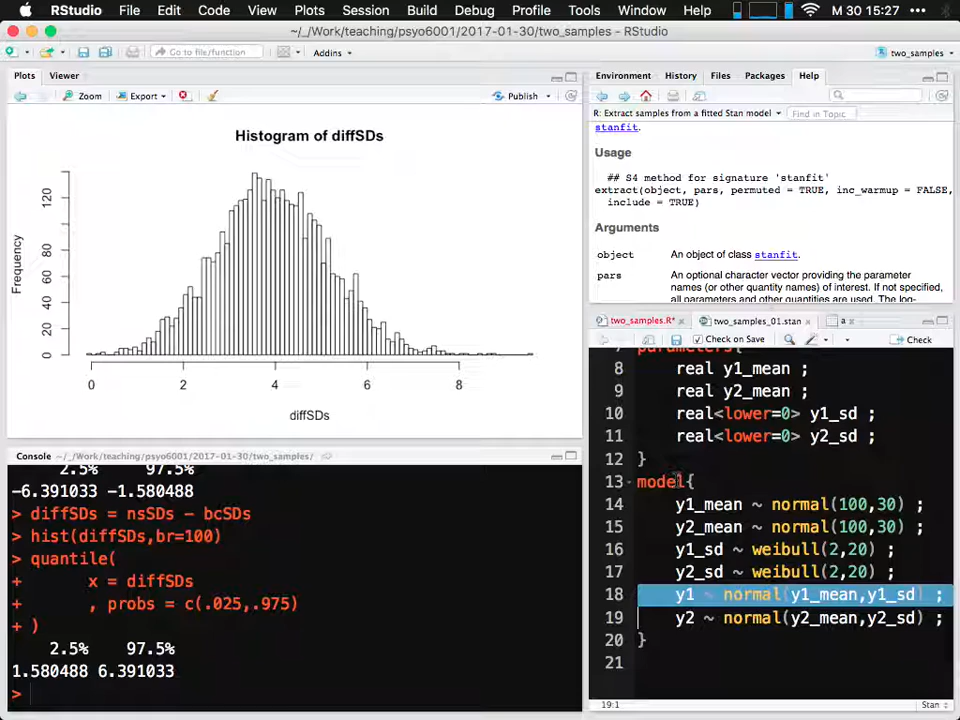 RStudio File Edit Code View Plots Session Build Debug Profile Tools Window Help M 30 15:27
~/_/Work/teaching/psyo6001/2017-01-30/two_samples - RStudio
Go to file/function Addins two_samples
Plots Viewer
Zoom Export Publish
Histogram of diffSDs
Frequency
120
80
60
40
20
0
0 2 4 6 8
diffSDs
Console ~/_/Work/teaching/psyo6001/2017-01-30/two_samples/
2.5% 97.5%
-6.391033 -1.580488
> diffSDs = nsSDs - bcSDs
> hist(diffSDs,br=100)
> quantile(
+ x = diffSDs
+ , probs = c(.025,.975)
+ )
2.5% 97.5%
1.580488 6.391033
>
Environment History Files Packages Help
R: Extract samples from a fitted Stan model Find in Topic
stanfit.
Usage
## S4 method for signature 'stanfit'
extract(object, pars, permuted = TRUE, inc_warmup = FALSE,
include = TRUE)
Arguments
object An object of class stanfit.
pars An optional character vector providing the parameter
names (or other quantity names) of interest. If not specified,
all parameters and other quantities are used. The log-
two_samples.R* two_samples_01.stan a
Check on Save Check
7 parameters{
8 real y1_mean ;
9 real y2_mean ;
10 real<lower=0> y1_sd ;
11 real<lower=0> y2_sd ;
12 }
13 model{
14 y1_mean ~ normal(100,30) ;
15 y2_mean ~ normal(100,30) ;
16 y1_sd ~ weibull(2,20) ;
17 y2_sd ~ weibull(2,20) ;
18 y1 ~ normal(y1_mean,y1_sd) ;
19 y2 ~ normal(y2_mean,y2_sd) ;
20 }
21
19:1 Stan